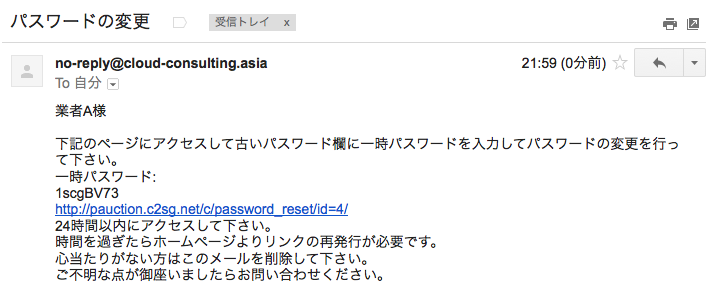 パスワードの変更
受信トレイ x
no-reply@cloud-consulting.asia 21:59 (0分前)
To 自分
業者A様
下記のページにアクセスして古いパスワード欄に一時パスワードを入力してパスワードの変更を行っ
て下さい。
一時パスワード:
1scgBV73
http://pauction.c2sg.net/c/password_reset/id=4/
24時間以内にアクセスして下さい。
時間を過ぎたらホームページよりリンクの再発行が必要です。
心当たりがない方はこのメールを削除して下さい。
ご不明な点が御座いましたらお問い合わせください。